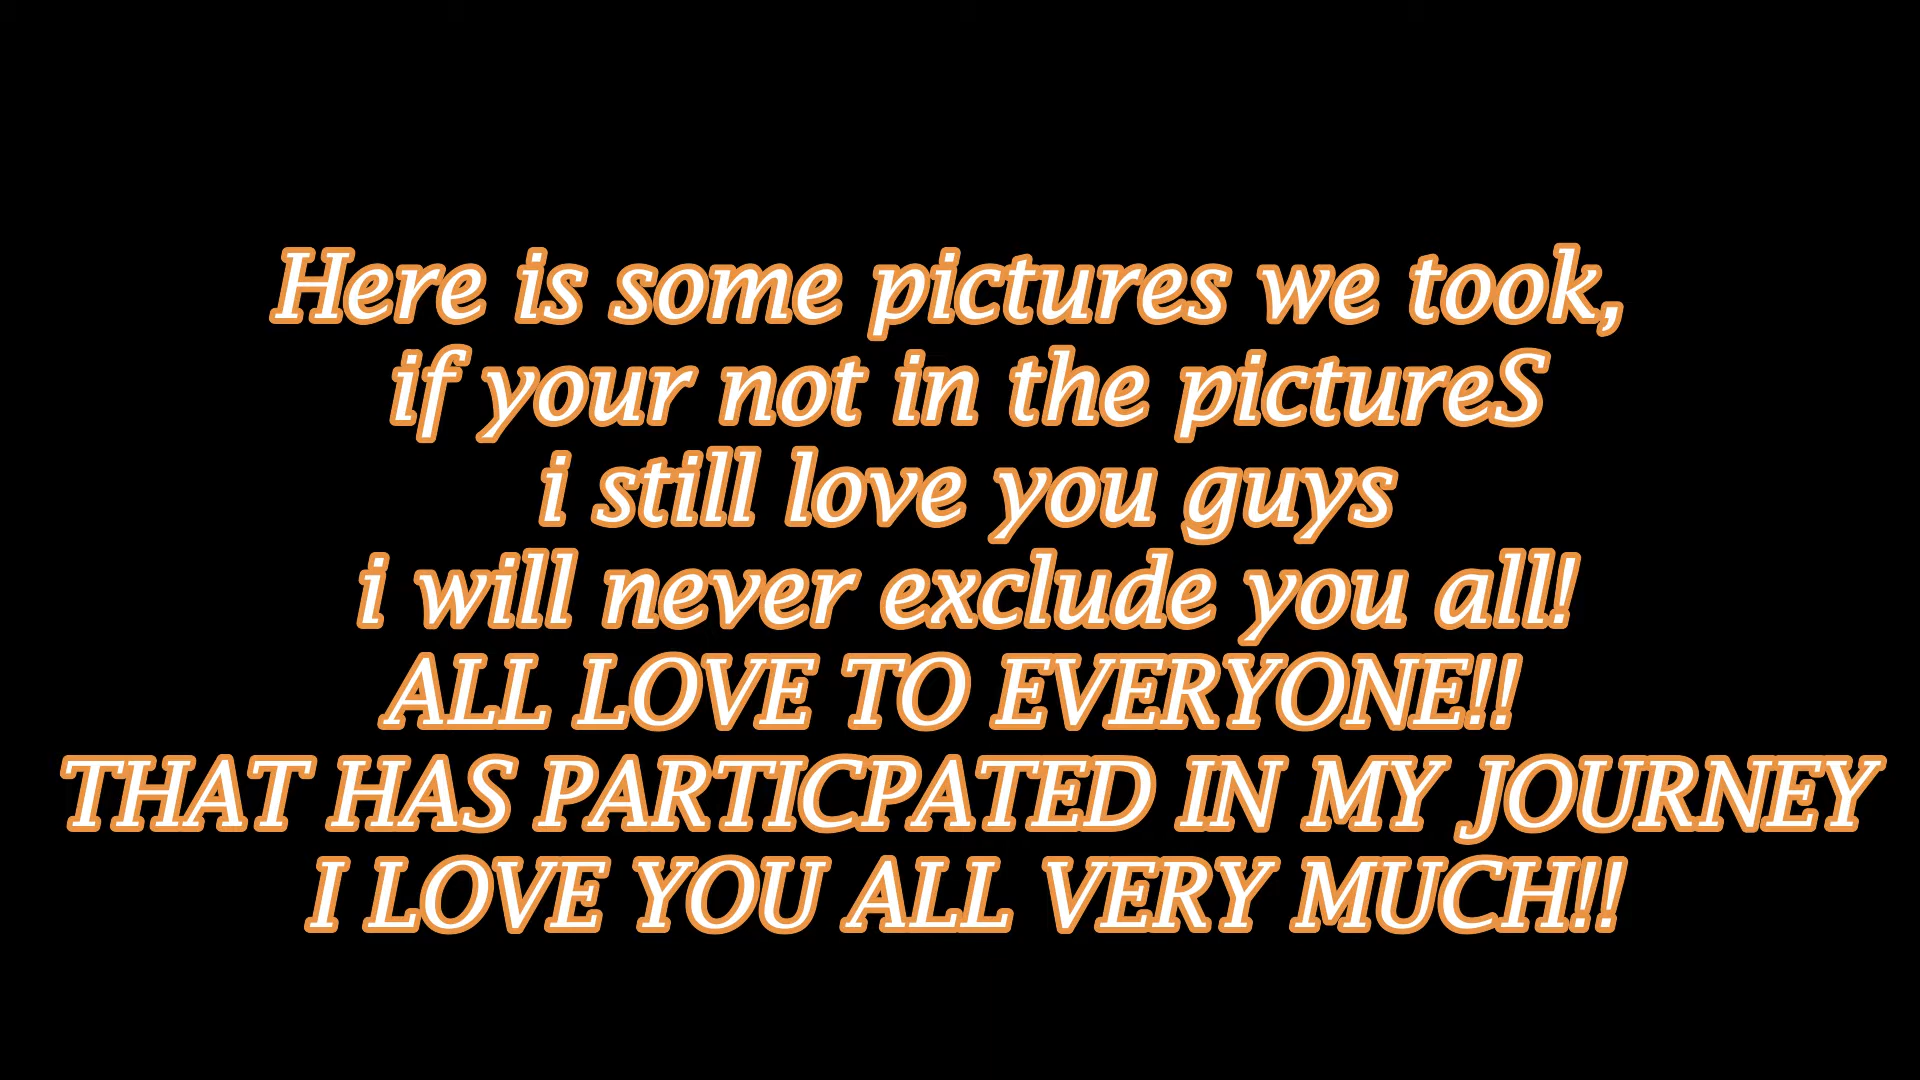 Here is some pictures we took,
if your not in the pictureS
i still love you guys
i will never exclude you all!
ALL LOVE TO EVERYONE!!
THAT HAS PARTICPATED IN MY JOURNEY
I LOVE YOU ALL VERY MUCH!!